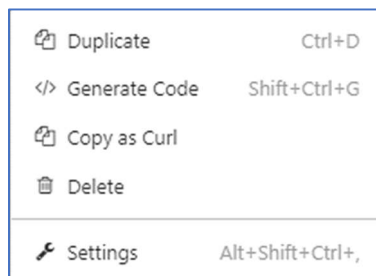 Duplicate Ctrl+D
Generate Code Shift+Ctrl+G
Copy as Curl
Delete
Settings Alt+Shift+Ctrl+,